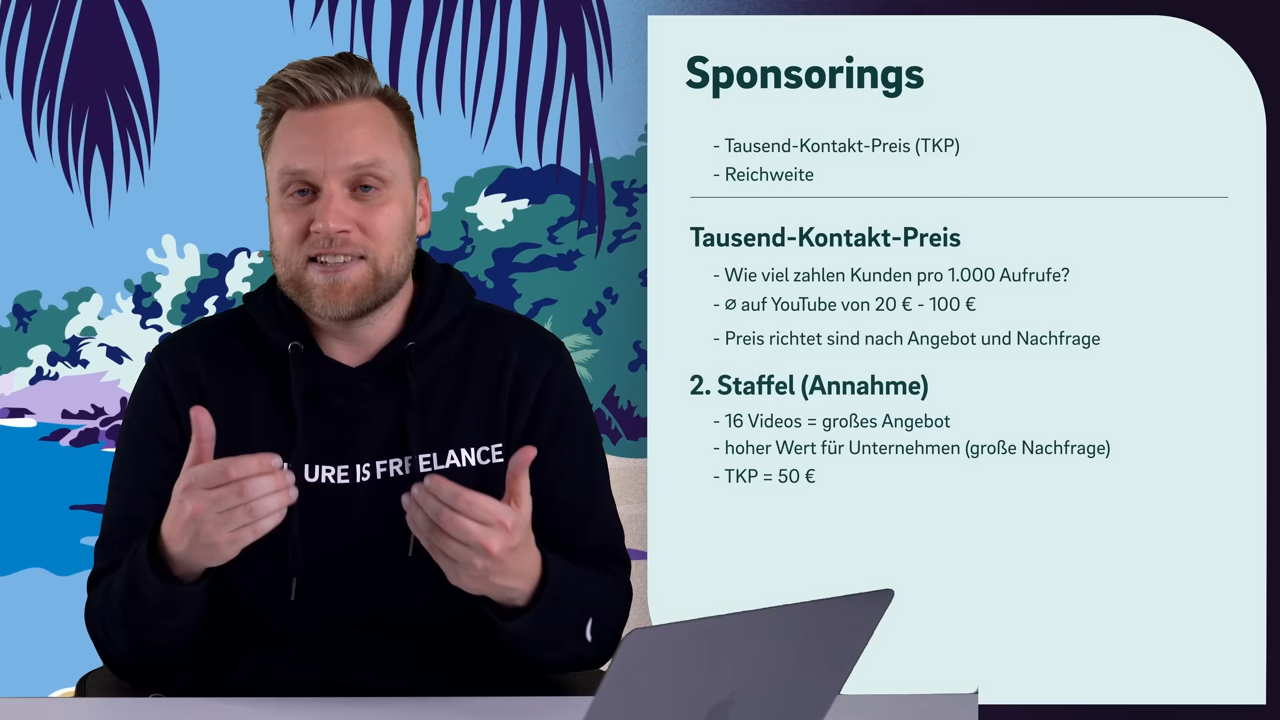 Sponsorings
- Tausend-Kontakt-Preis (TKP)
- Reichweite
Tausend-Kontakt-Preis
- Wie viel zahlen Kunden pro 1.000 Aufrufe?
- ⌀ auf YouTube von 20 € - 100 €
- Preis richtet sind nach Angebot und Nachfrage
2. Staffel (Annahme)
- 16 Videos = großes Angebot
- hoher Wert für Unternehmen (große Nachfrage)
- TKP = 50 €
URE IS FREELANCE